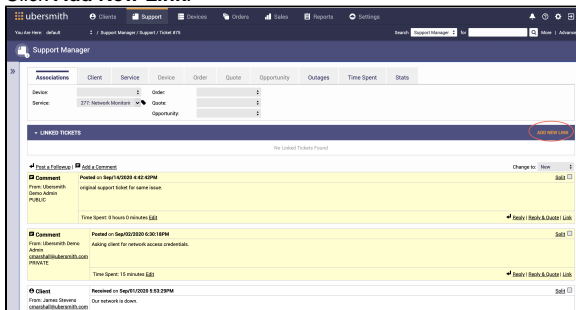 Click Add New Link.
ubersmith Clients Support Devices Orders Sales Reports Settings
You Are Here: default / Support Manager / Support / Ticket #75 Search Support Manager for More | Advanced
Support Manager
Associations Client Service Device Order Quote Opportunity Outages Time Spent Stats
Device: Order:
Service: 277: Network Monitori Quote:
Opportunity:
LINKED TICKETS ADD NEW LINK
No Linked Tickets Found
Post a Followup | Add a Comment Change to: New
Comment Posted on Sep/14/2020 4:42:42PM Split
From: Ubersmith original support ticket for same issue.
Demo Admin
PUBLIC
Time Spent: 0 hours 0 minutes Edit Reply | Reply & Quote | Link
Comment Posted on Sep/02/2020 6:30:18PM Split
From: Ubersmith Demo Asking client for network access credentials.
Admin
cmarshall@ubersmith.com
PRIVATE
Time Spent: 15 minutes Edit Reply | Reply & Quote | Link
Client Received on Sep/01/2020 5:53:29PM Split
From: James Stevens Our network is down.
cmarshall@ubersmith.com